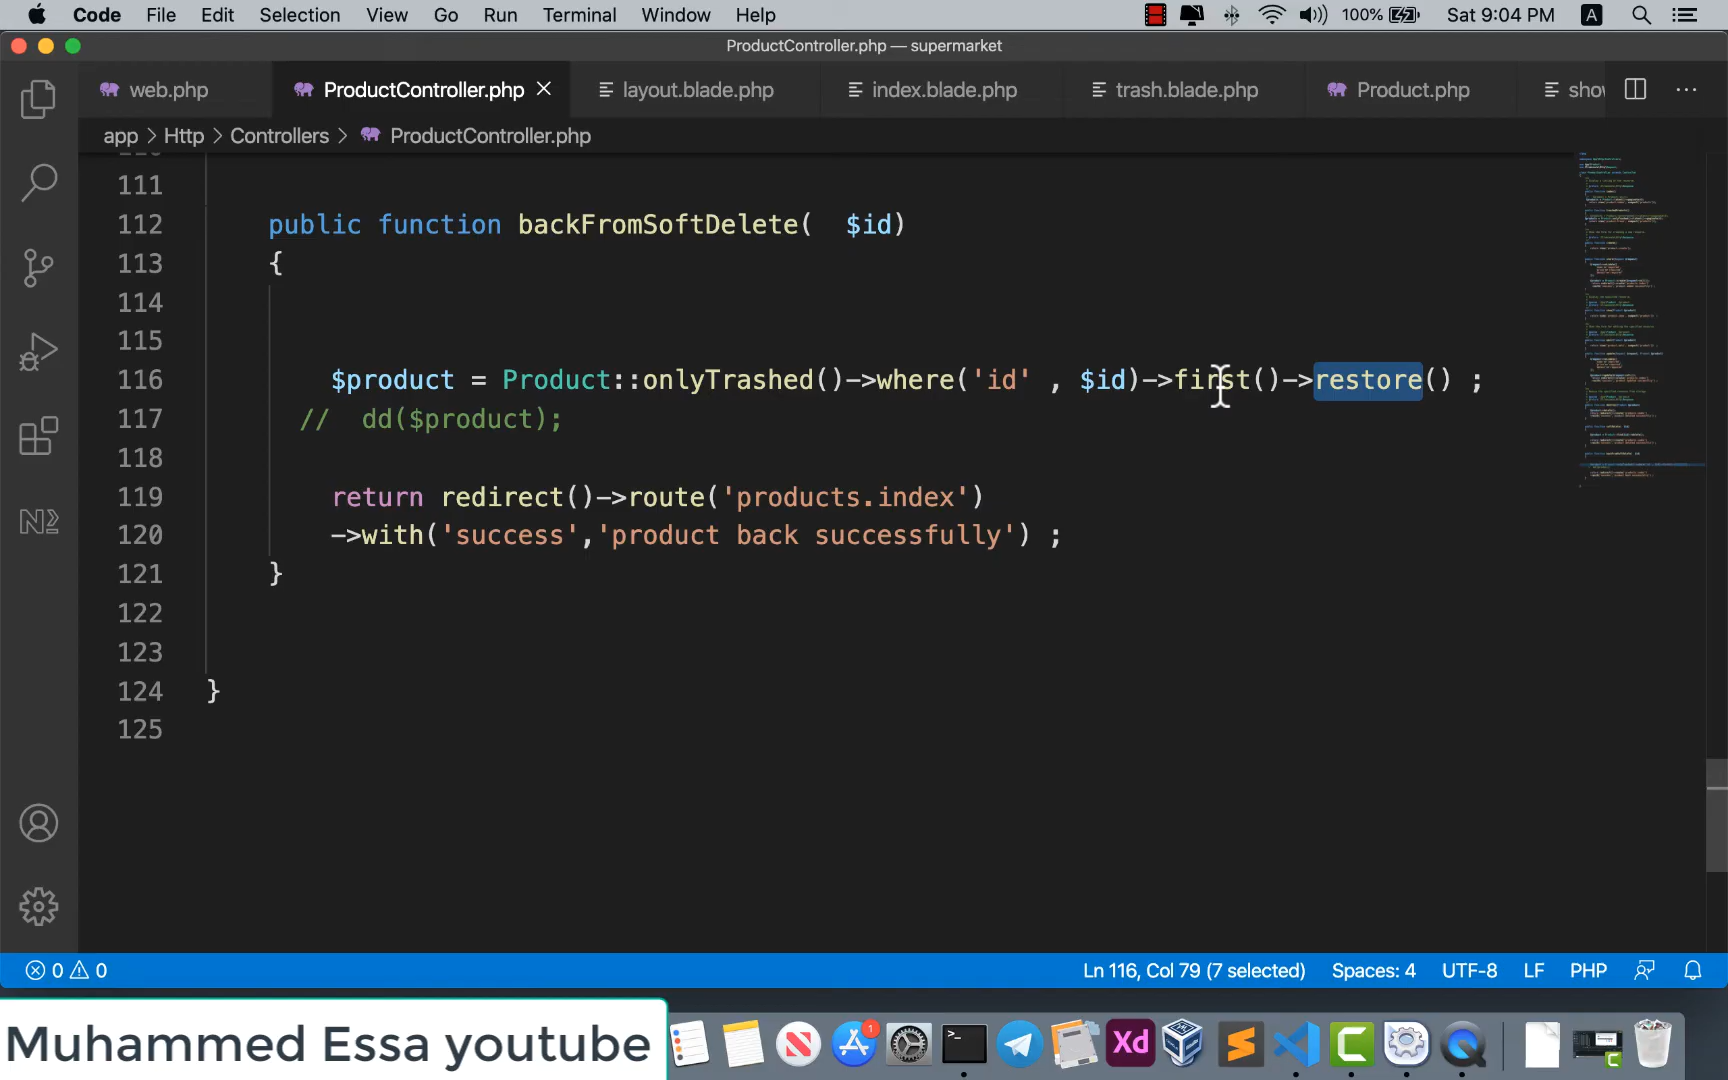 Code File Edit Selection View Go Run Terminal Window Help 100% Sat 9:04 PM A
ProductController.php — supermarket
web.php ProductController.php layout.blade.php index.blade.php trash.blade.php Product.php
app > Http > Controllers > ProductController.php
111
112 public function backFromSoftDelete(  $id)
113 {
114
115
116 $product = Product::onlyTrashed()->where('id' , $id)->first()->restore() ;
117 //  dd($product);
118
119 return redirect()->route('products.index')
120 ->with('success','product back successfully') ;
121 }
122
123
124 }
125
0 0 Ln 116, Col 79 (7 selected) Spaces: 4 UTF-8 LF PHP
Muhammed Essa youtube
1 >_ Xd